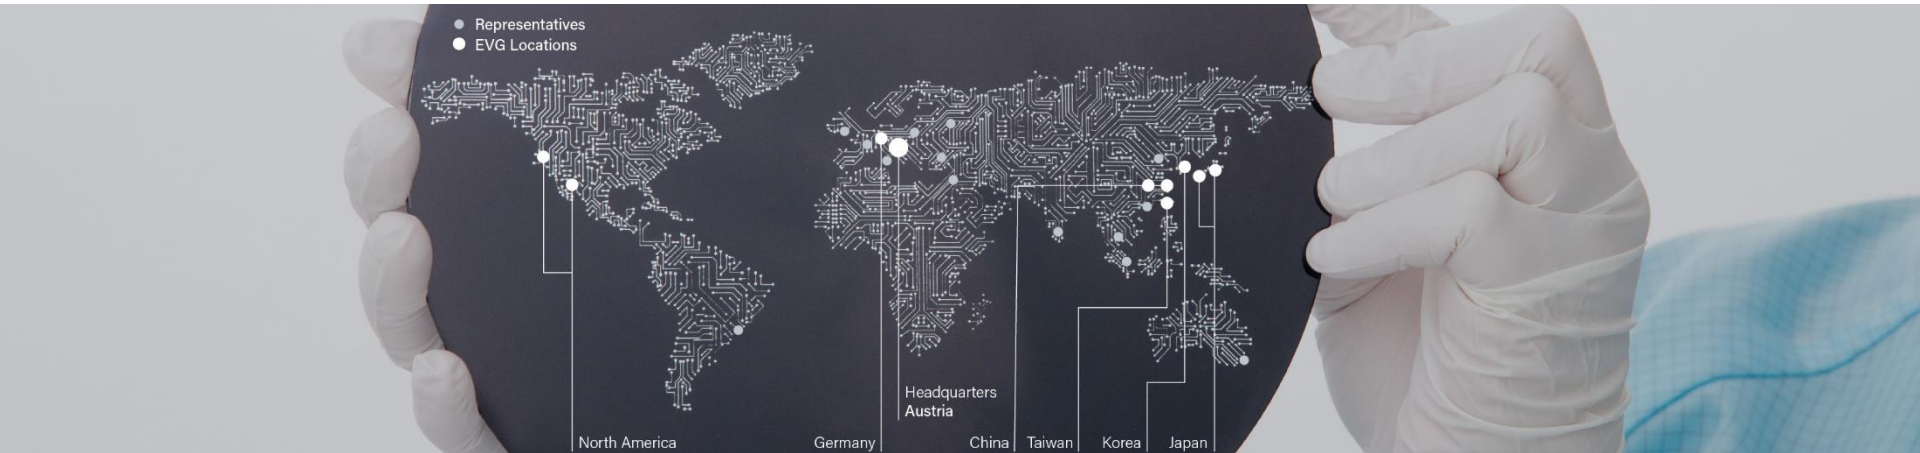 Representatives
EVG Locations
Headquarters
Austria
North America
Germany
China
Taiwan
Korea
Japan